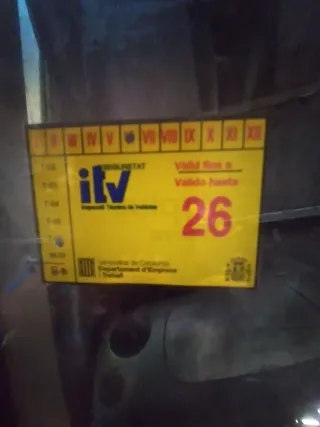 I II III IV V VII VIII IX X XI XII
SEGURETAT
itv
Inspecció Tècnica de Vehicles
Vàlid fins a
Válido hasta
26
Generalitat de Catalunya
Departament d'Empresa
i Treball